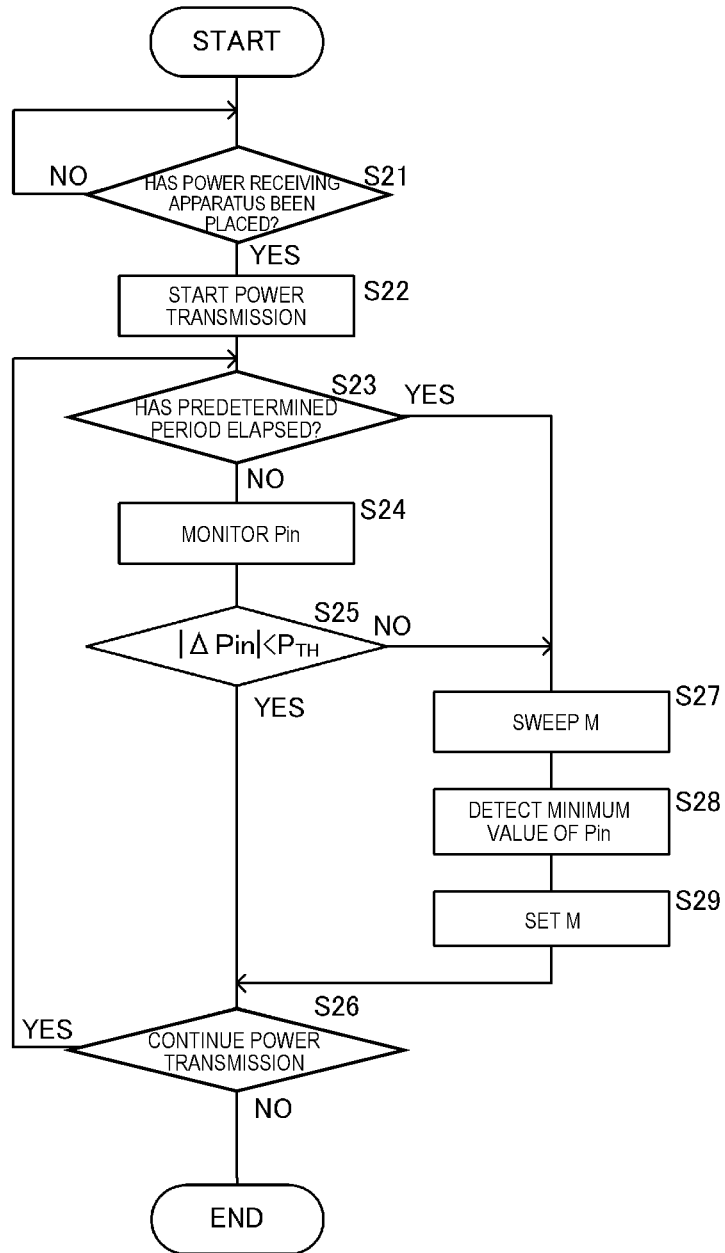 START
NO
HAS POWER RECEIVING
APPARATUS BEEN
PLACED?
S21
YES
START POWER
TRANSMISSION
S22
S23
HAS PREDETERMINED
PERIOD ELAPSED?
YES
NO
MONITOR Pin
S24
S25
|Δ Pin|<PTH
NO
YES
SWEEP M
S27
DETECT MINIMUM
VALUE OF Pin
S28
SET M
S29
S26
YES
CONTINUE POWER
TRANSMISSION
NO
END